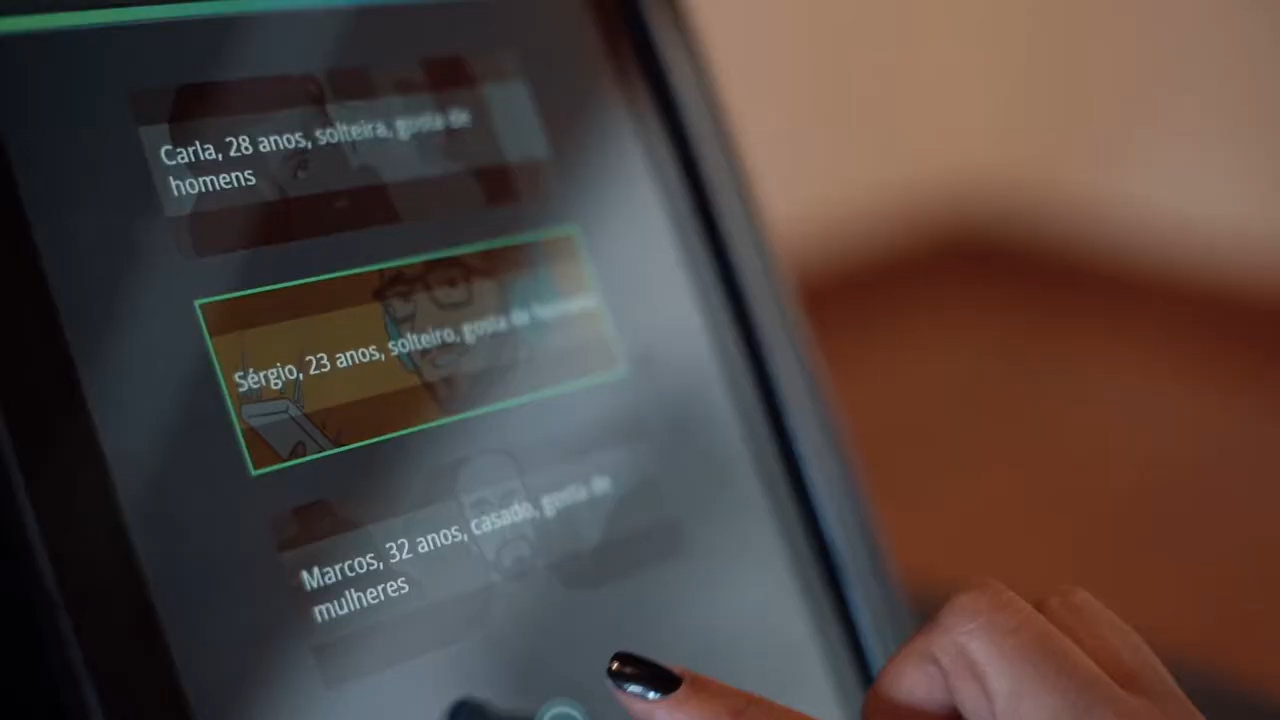 Carla, 28 anos, solteira, gosta de
homens
Sérgio, 23 anos, solteiro, gosta de homens
Marcos, 32 anos, casado, gosta de
mulheres